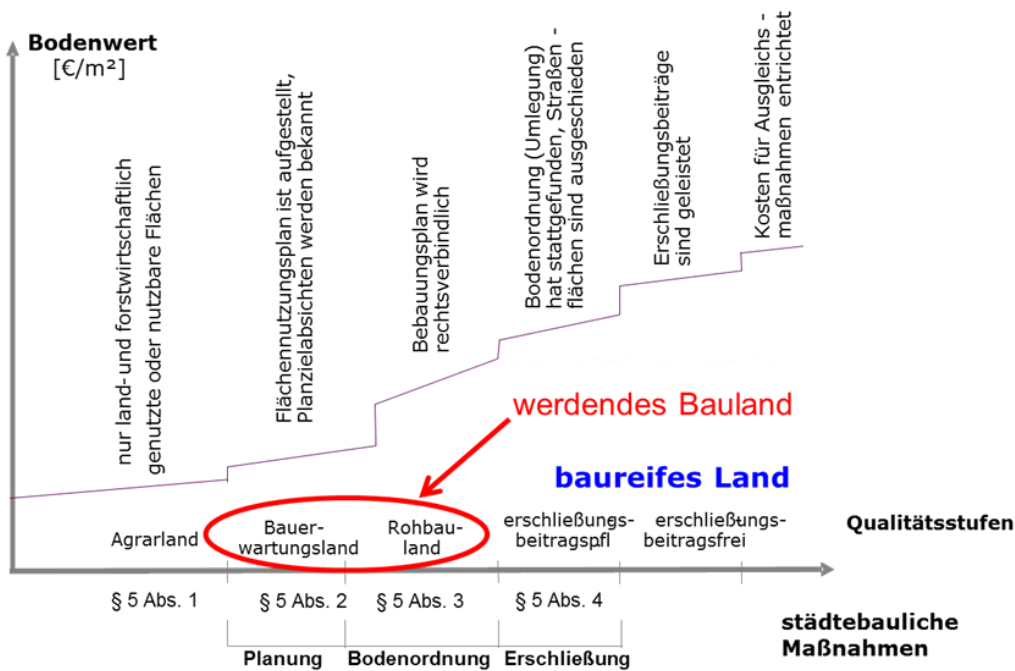 Bodenwert
[€/m²]
nur land-und forstwirtschaftlich
genutzte oder nutzbare Flächen
Flächennutzungsplan ist aufgestellt,
Planzielabsichten werden bekannt
Bebauungsplan wird
rechtsverbindlich
Bodenordnung (Umlegung)
hat stattgefunden, Straßen -
flächen sind ausgeschieden
Erschließungsbeiträge
sind geleistet
Kosten für Ausgleichs -
maßnahmen entrichtet
werdendes Bauland
baureifes Land
Agrarland
Bauer-
wartungsland
Rohbau-
land
erschließungs-
beitragspfl.
erschließungs-
beitragsfrei
Qualitätsstufen
§ 5 Abs. 1
§ 5 Abs. 2
§ 5 Abs. 3
§ 5 Abs. 4
städtebauliche
Maßnahmen
Planung
Bodenordnung
Erschließung